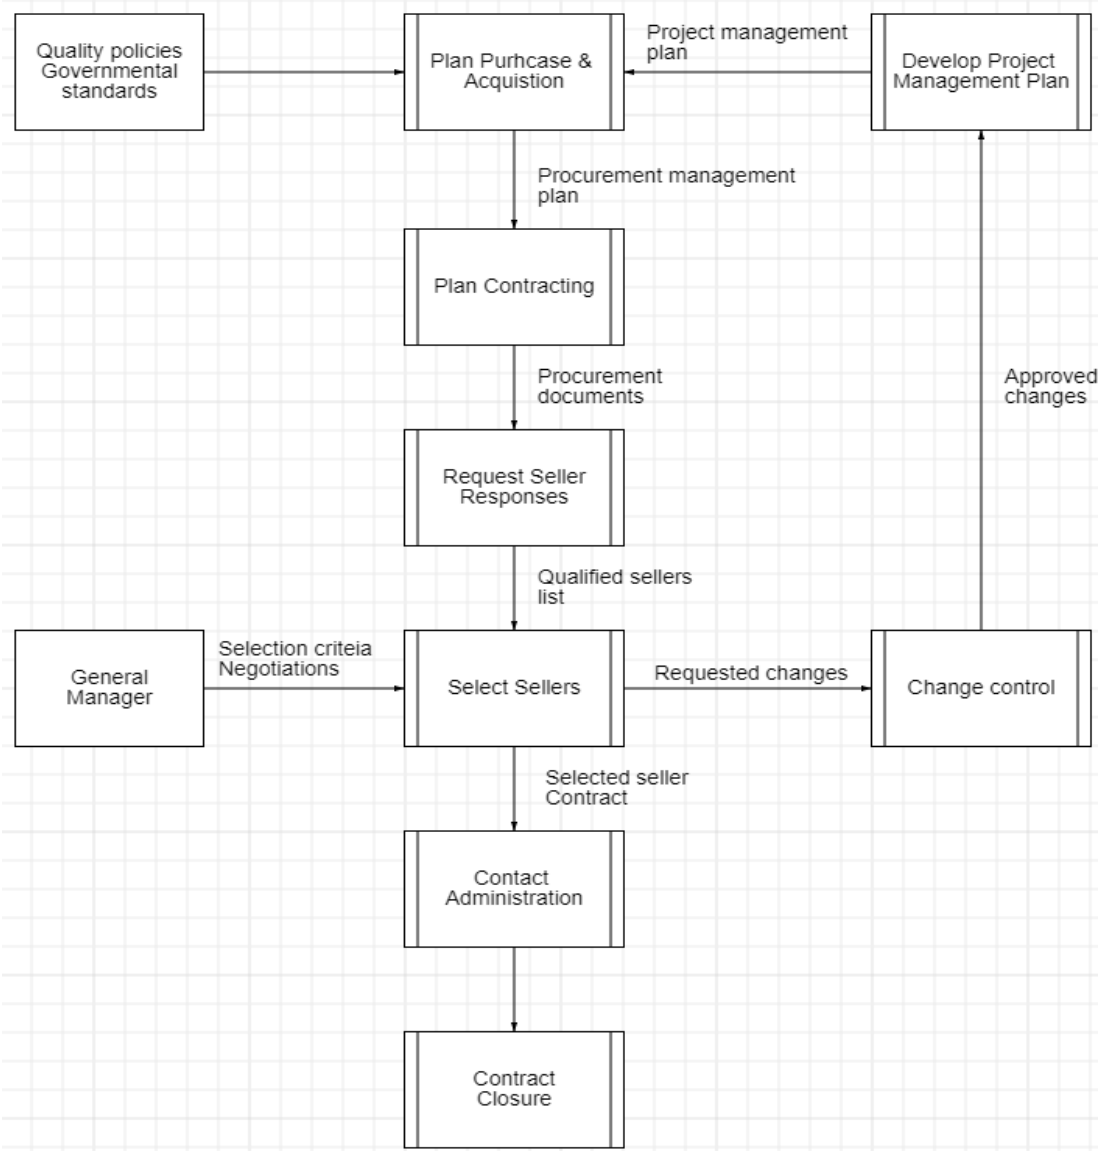 Quality policies
Governmental
standards
Plan Purhcase &
Acquistion
Project management
plan
Develop Project
Management Plan
Procurement management
plan
Plan Contracting
Procurement
documents
Approved
changes
Request Seller
Responses
Qualified sellers
list
General
Manager
Selection criteia
Negotiations
Select Sellers
Requested changes
Change control
Selected seller
Contract
Contact
Administration
Contract
Closure